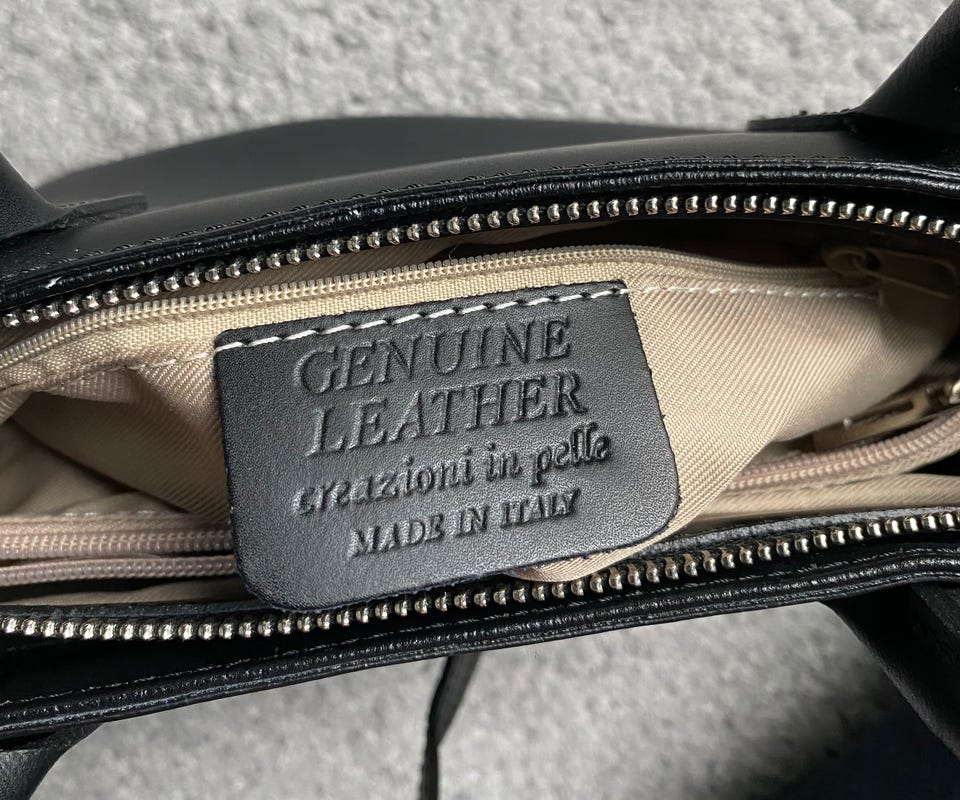 GENUINE
LEATHER
creazioni in pelle
MADE IN ITALY